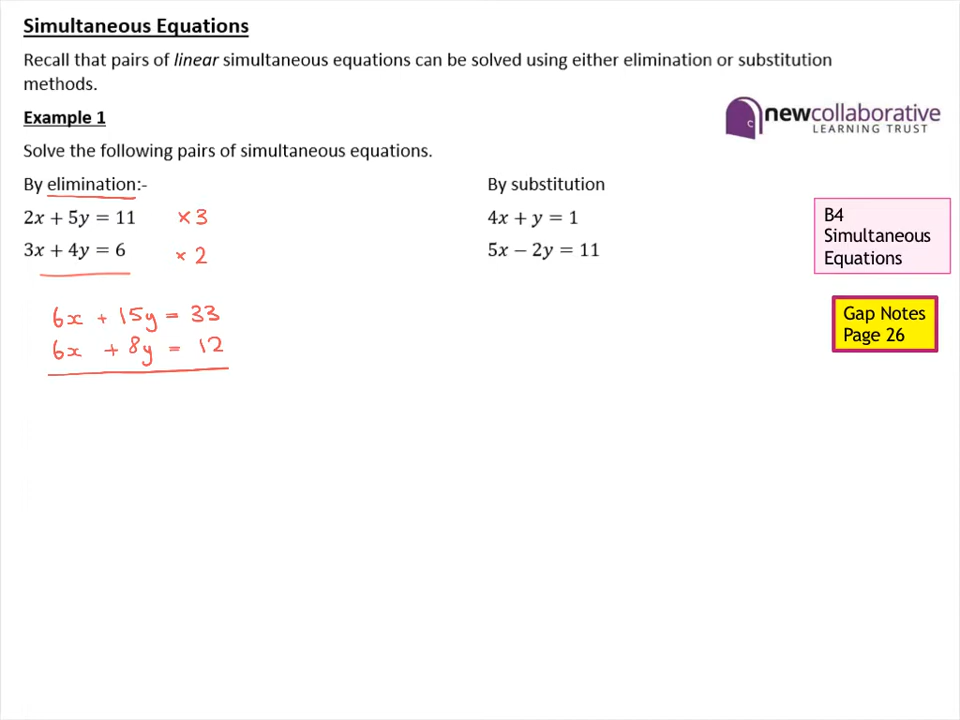 Simultaneous Equations
Recall that pairs of linear simultaneous equations can be solved using either elimination or substitution
methods.
Example 1
newcollaborative
LEARNING TRUST
Solve the following pairs of simultaneous equations.
By elimination:-
2x + 5y = 11 × 3
3x + 4y = 6 × 2
6x + 15y = 33
6x + 8y = 12
By substitution
4x + y = 1
5x − 2y = 11
B4
Simultaneous
Equations
Gap Notes
Page 26